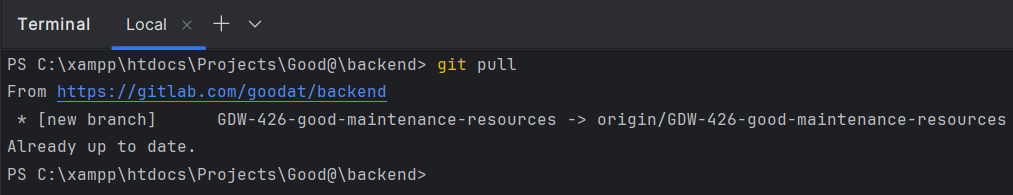 Terminal Local × +
PS C:\xampp\htdocs\Projects\Good@\backend> git pull
From https://gitlab.com/goodat/backend
 * [new branch]      GDW-426-good-maintenance-resources -> origin/GDW-426-good-maintenance-resources
Already up to date.
PS C:\xampp\htdocs\Projects\Good@\backend>